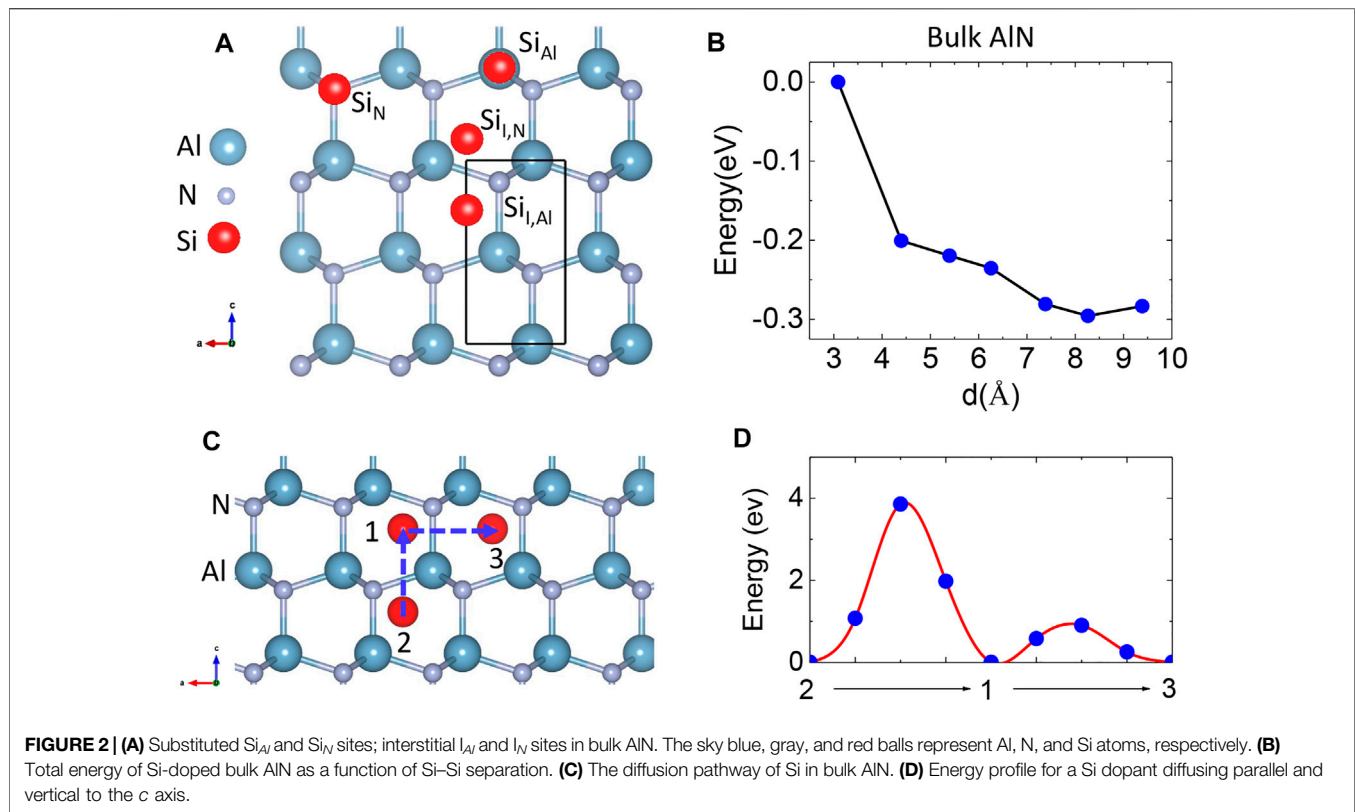 A
Si_Al
Si_N
Si_I,N
Si_I,Al
Al
N
Si
c
a
B
Bulk AlN
0.0
-0.1
-0.2
-0.3
Energy(eV)
3 4 5 6 7 8 9 10
d(Å)
C
N
Al
1
3
2
c
a
D
4
2
0
Energy (ev)
2 1 3
FIGURE 2 | (A) Substituted Si_Al and Si_N sites; interstitial I_Al and I_N sites in bulk AlN. The sky blue, gray, and red balls represent Al, N, and Si atoms, respectively. (B)
Total energy of Si-doped bulk AlN as a function of Si–Si separation. (C) The diffusion pathway of Si in bulk AlN. (D) Energy profile for a Si dopant diffusing parallel and
vertical to the c axis.